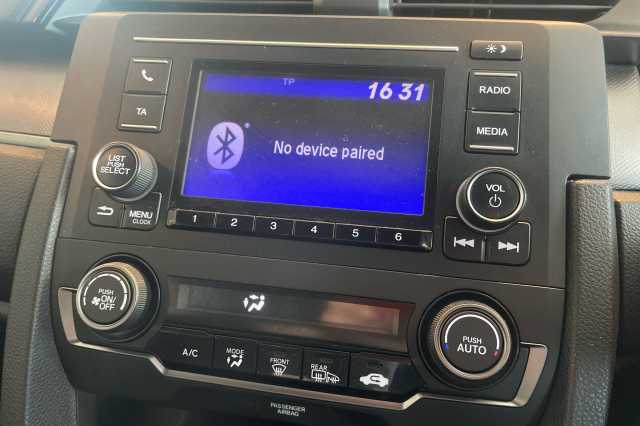 TP
16 31
No device paired
TA
LIST
PUSH
SELECT
MENU
CLOCK
RADIO
MEDIA
VOL
1 2 3 4 5 6
PUSH
ON/
OFF
A/C
MODE
FRONT
REAR
PUSH
AUTO
PASSENGER
AIRBAG